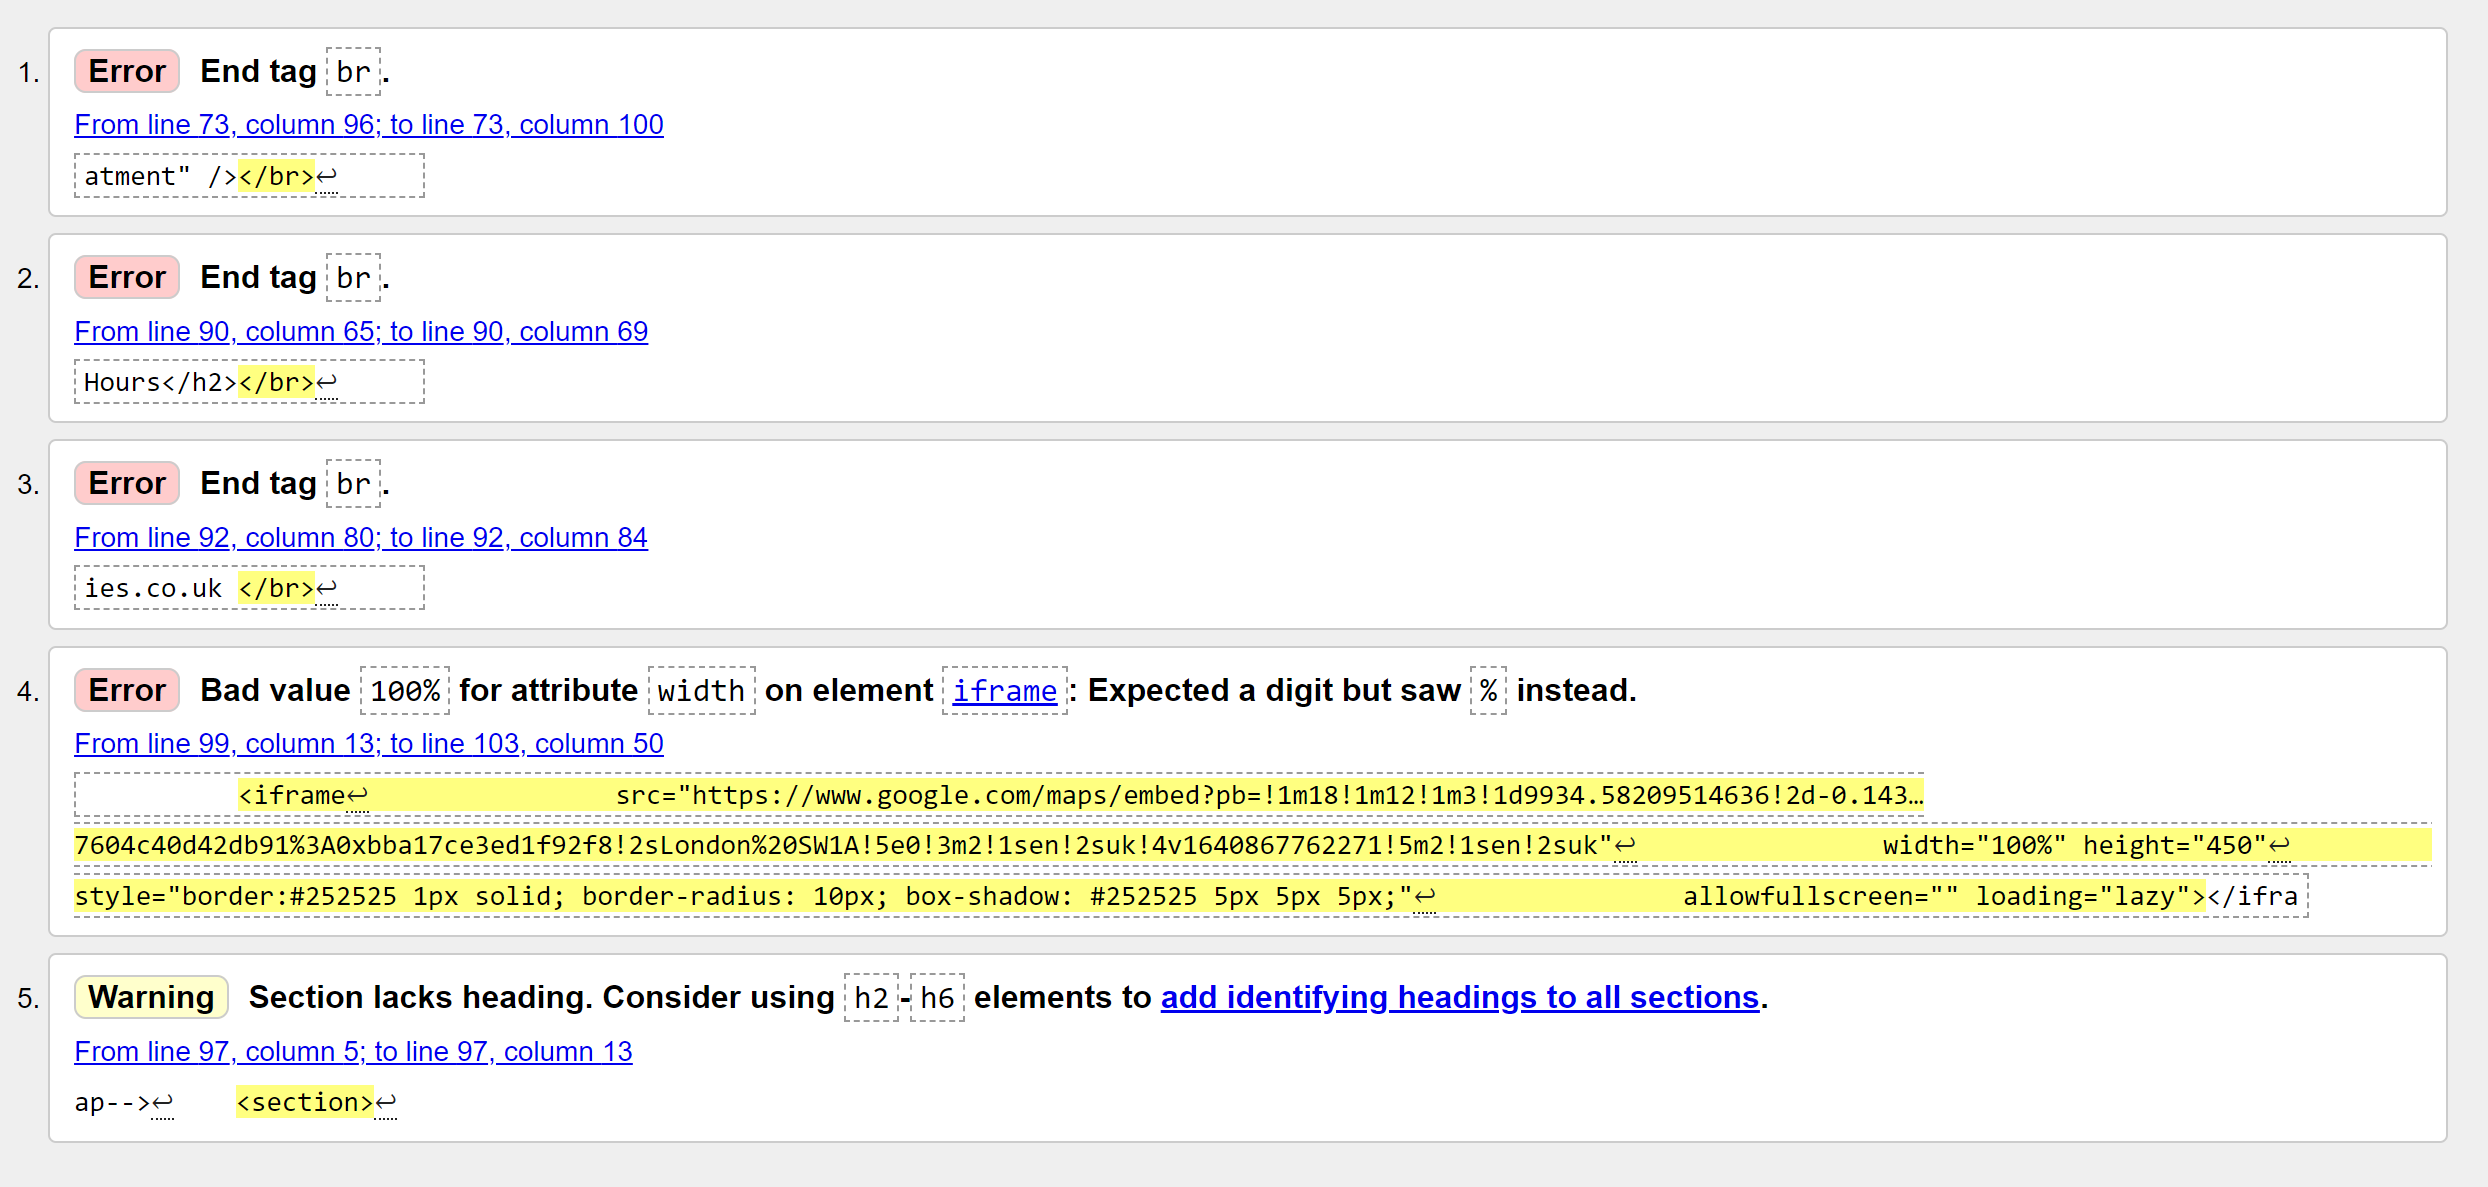 1. Error End tag br.
From line 73, column 96; to line 73, column 100
atment" /></br>↩
2. Error End tag br.
From line 90, column 65; to line 90, column 69
Hours</h2></br>↩
3. Error End tag br.
From line 92, column 80; to line 92, column 84
ies.co.uk </br>↩
4. Error Bad value 100% for attribute width on element iframe: Expected a digit but saw % instead.
From line 99, column 13; to line 103, column 50
<iframe↩ src="https://www.google.com/maps/embed?pb=!1m18!1m12!1m3!1d9934.58209514636!2d-0.143…
7604c40d42db91%3A0xbba17ce3ed1f92f8!2sLondon%20SW1A!5e0!3m2!1sen!2suk!4v1640867762271!5m2!1sen!2suk"↩ width="100%" height="450"↩
style="border:#252525 1px solid; border-radius: 10px; box-shadow: #252525 5px 5px 5px;"↩ allowfullscreen="" loading="lazy"></ifra
5. Warning Section lacks heading. Consider using h2-h6 elements to add identifying headings to all sections.
From line 97, column 5; to line 97, column 13
ap-->↩ <section>↩